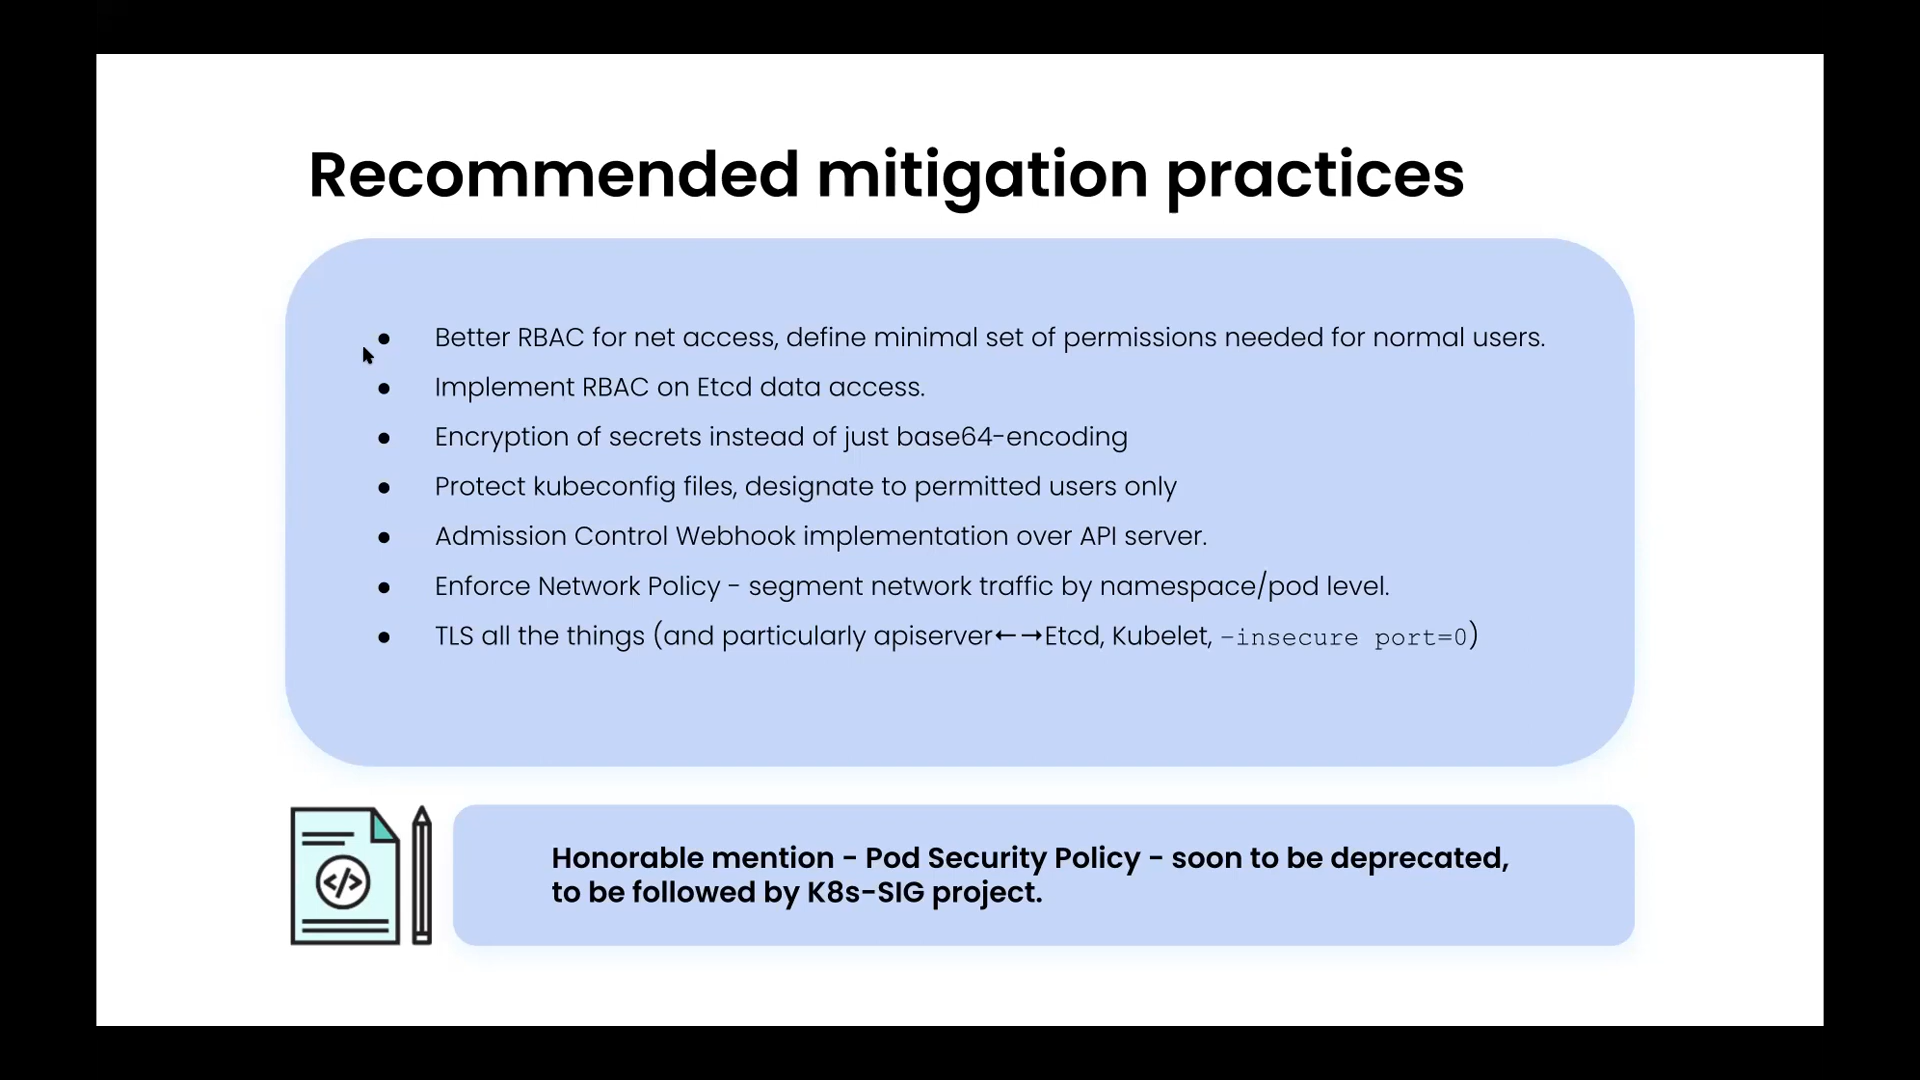 Recommended mitigation practices
● Better RBAC for net access, define minimal set of permissions needed for normal users.
● Implement RBAC on Etcd data access.
● Encryption of secrets instead of just base64-encoding
● Protect kubeconfig files, designate to permitted users only
● Admission Control Webhook implementation over API server.
● Enforce Network Policy - segment network traffic by namespace/pod level.
● TLS all the things (and particularly apiserver←→Etcd, Kubelet, –insecure port=0)
</>
Honorable mention - Pod Security Policy - soon to be deprecated,
to be followed by K8s-SIG project.